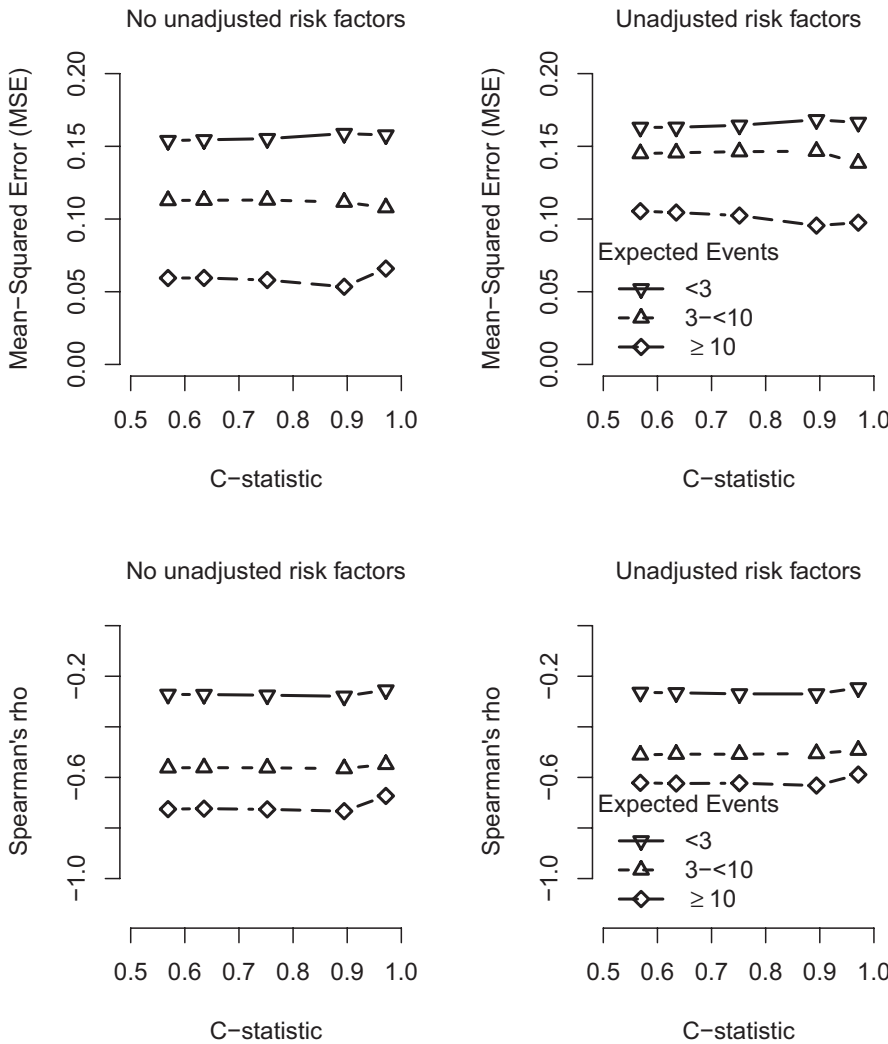 No unadjusted risk factors
Mean−Squared Error (MSE)
0.20
0.15
0.10
0.05
0.00
0.5 0.6 0.7 0.8 0.9 1.0
C−statistic
Unadjusted risk factors
Mean−Squared Error (MSE)
0.20
0.15
0.10
0.05
0.00
Expected Events
<3
3−<10
≥ 10
0.5 0.6 0.7 0.8 0.9 1.0
C−statistic
No unadjusted risk factors
Spearman's rho
−0.2
−0.6
−1.0
0.5 0.6 0.7 0.8 0.9 1.0
C−statistic
Unadjusted risk factors
Spearman's rho
−0.2
−0.6
−1.0
Expected Events
<3
3−<10
≥ 10
0.5 0.6 0.7 0.8 0.9 1.0
C−statistic